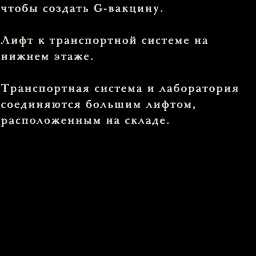 чтобы создать G-вакцину.
Лифт к транспортной системе на
нижнем этаже.
Транспортная система и лаборатория
соединяются большим лифтом,
расположенным на складе.